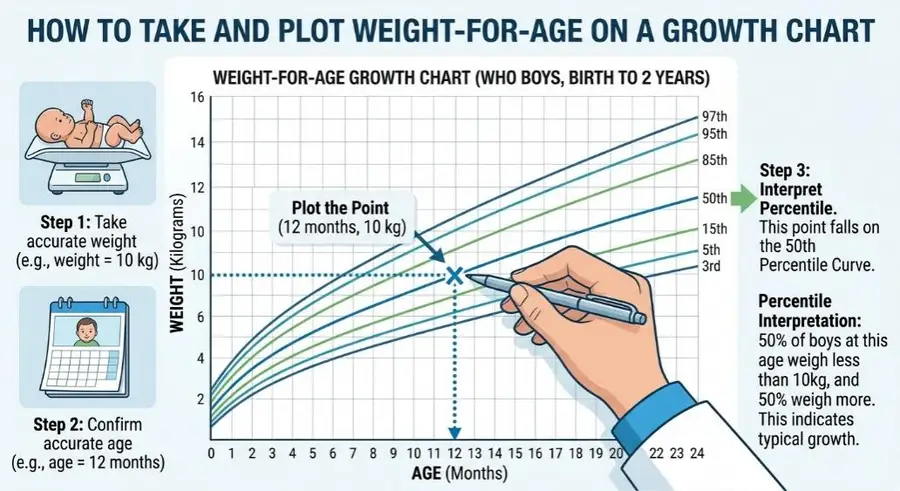 HOW TO TAKE AND PLOT WEIGHT-FOR-AGE ON A GROWTH CHART
Step 1: Take
accurate weight
(e.g., weight = 10 kg)
Step 2: Confirm
accurate age
(e.g., age = 12 months)
WEIGHT-FOR-AGE GROWTH CHART (WHO BOYS, BIRTH TO 2 YEARS)
WEIGHT (Kilograms)
16
14
12
10
10
6
4
2
Plot the Point
(12 months, 10 kg)
97th
95th
85th
50th
15th
5th
3rd
0 1 2 3 4 5 6 7 8 9 10 11 12 13 14 15 16 17 18 19 20 22 23 24
AGE (Months)
Step 3:
Interpret
Percentile.
This point falls on
the 50th
Percentile Curve.
Percentile
Interpretation:
50% of boys at this
age weigh less
than 10kg, and
50% weigh more.
This indicates
typical growth.